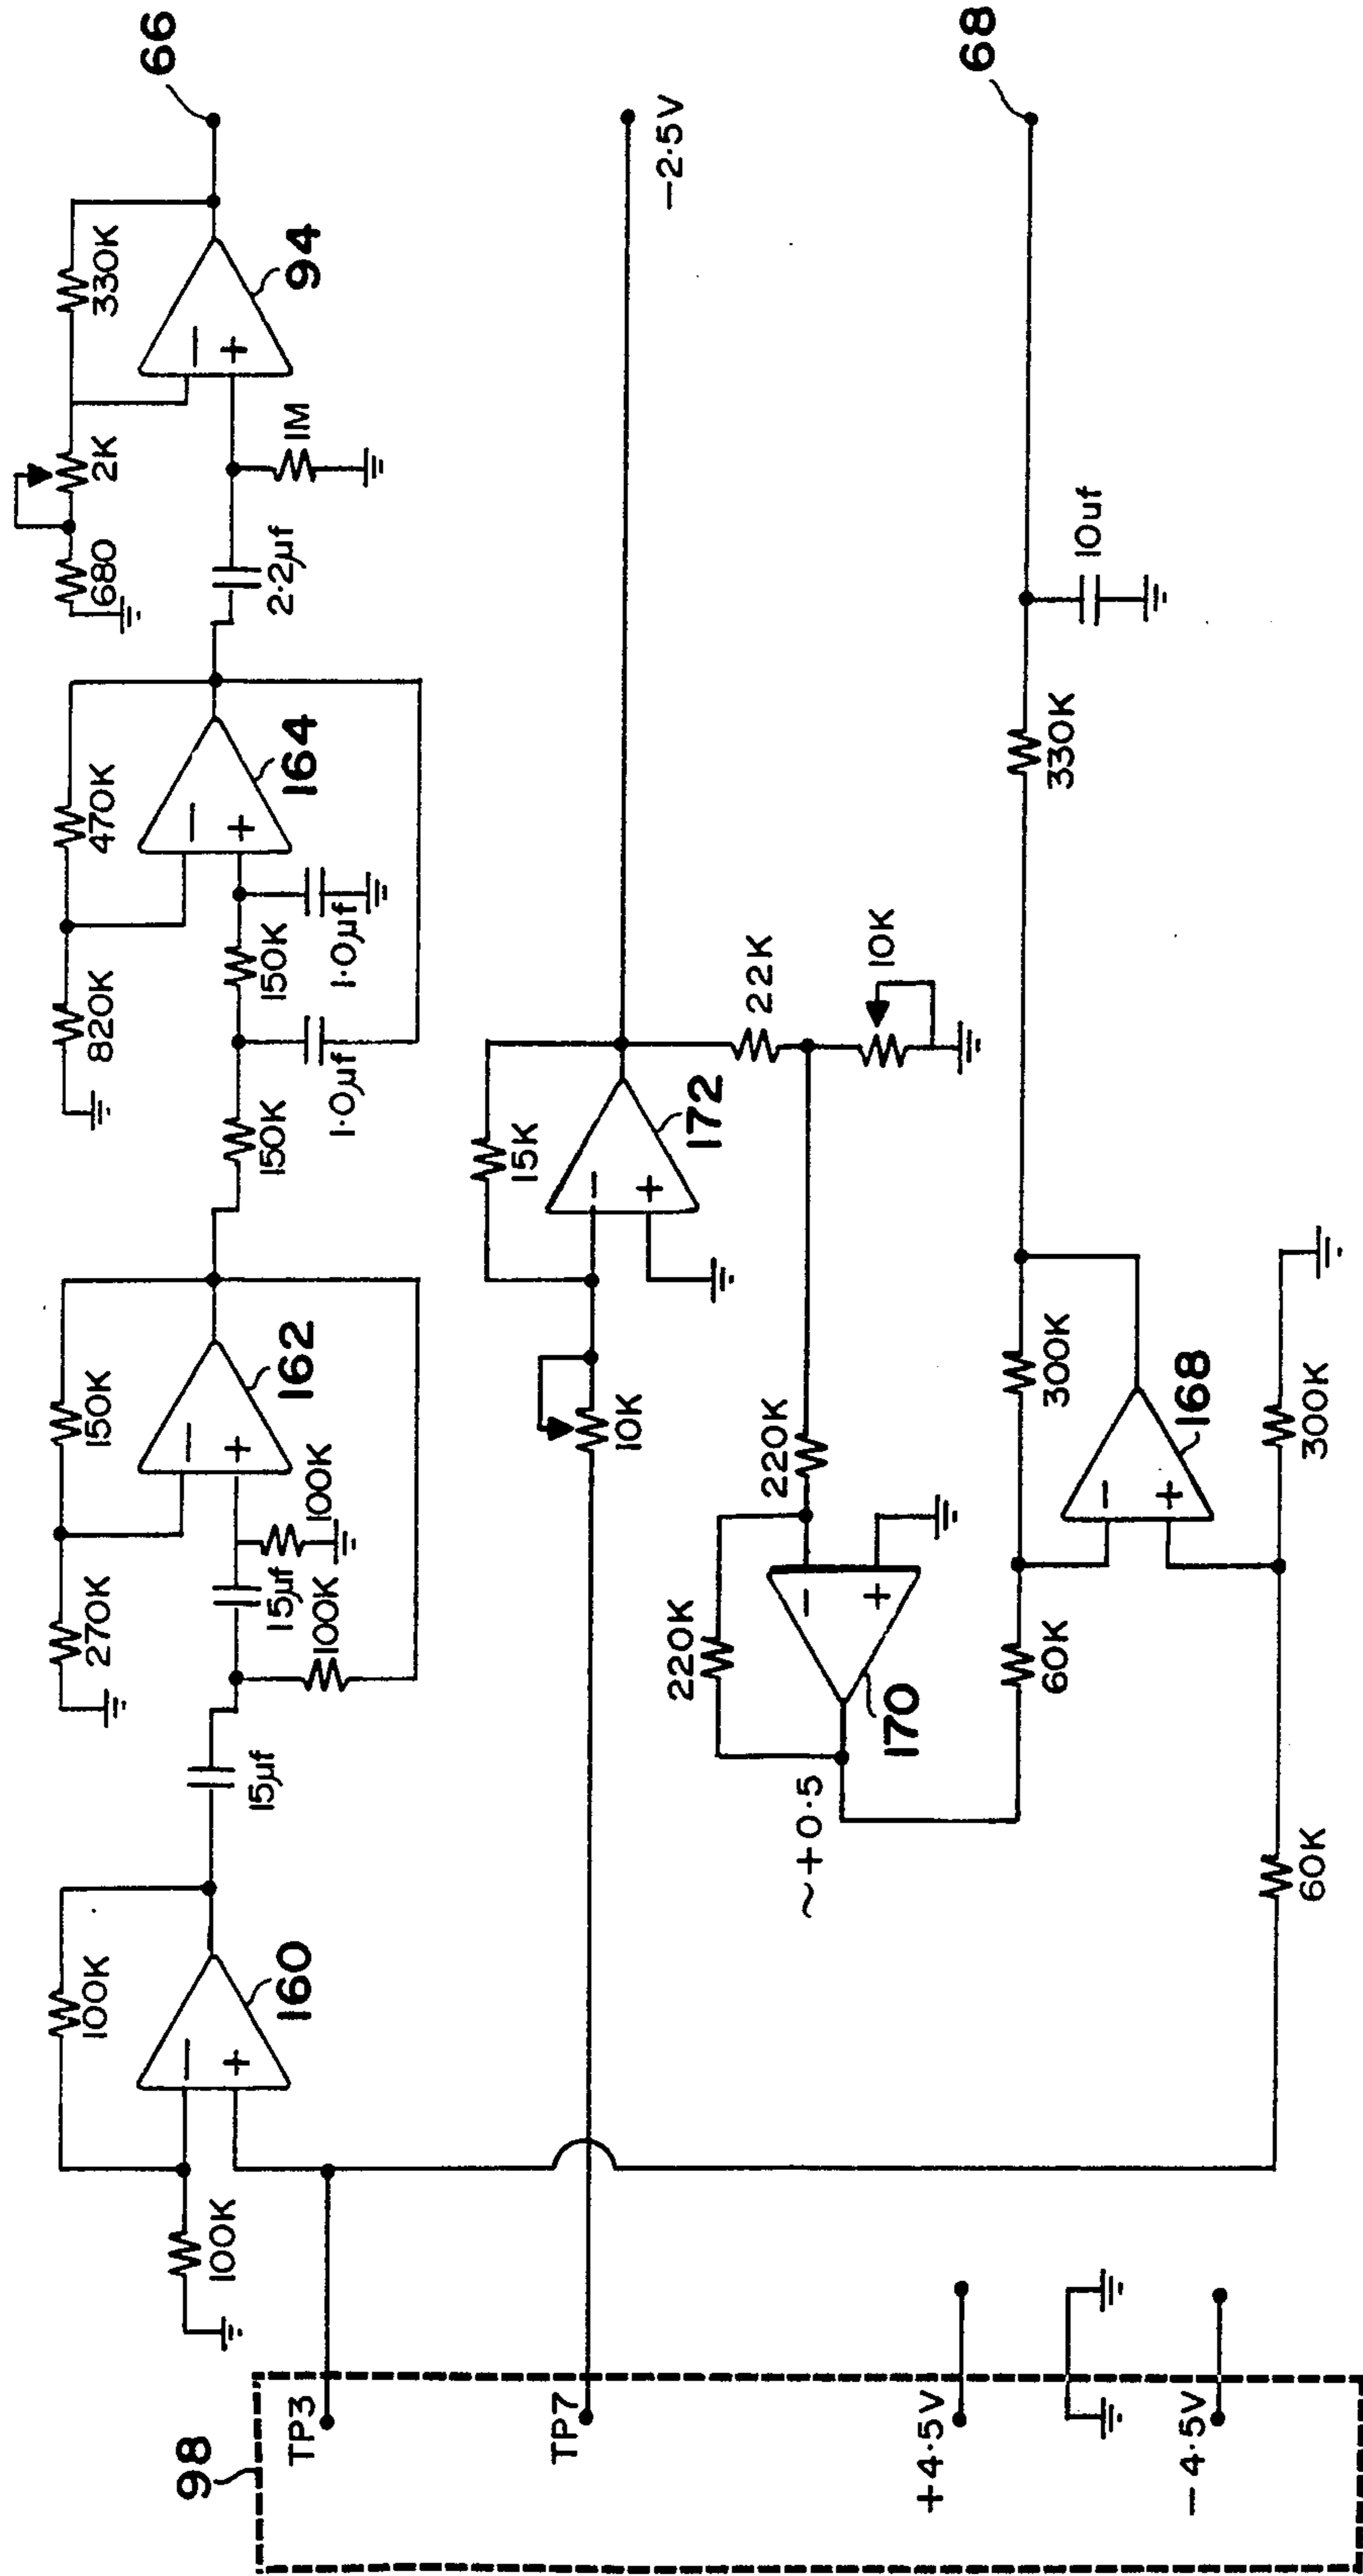 66
330K
94
2K
680
1M
2.2µf
470K
164
820K
150K
1.0µf
150K
1.0µf
150K
162
270K
100K
15µf
100K
15µf
100K
160
100K
-2.5V
15K
172
10K
22K
10K
220K
220K
170
~+0.5
68
10uf
330K
300K
168
60K
300K
60K
98
TP3
TP7
+4.5V
-4.5V